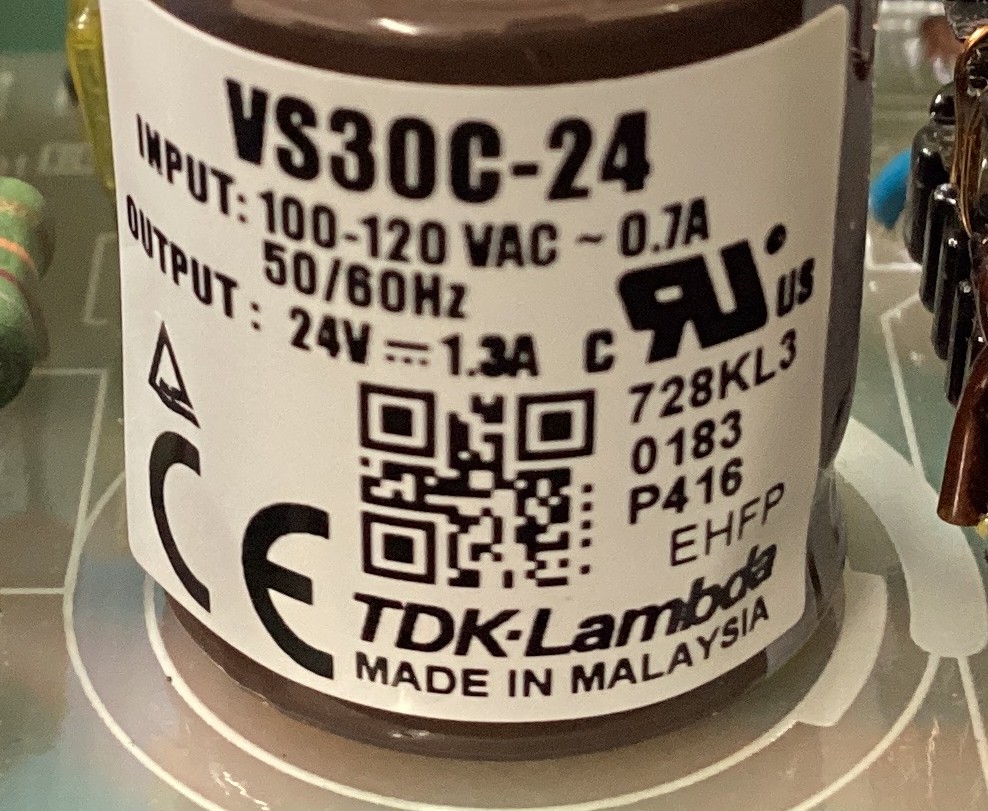 VS30C-24
INPUT: 100-120 VAC ~ 0.7A
50/60Hz
OUTPUT: 24V ⎓ 1.3A
C RU US
728KL3
0183
P416
EHFP
CE
TDK-Lambda
MADE IN MALAYSIA